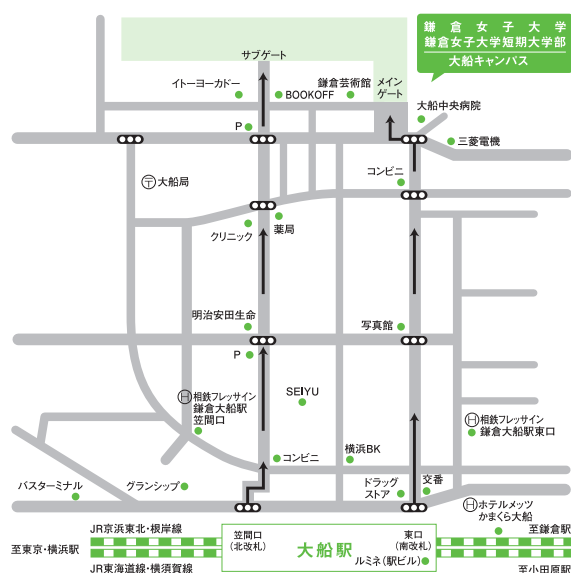 鎌倉女子大学
鎌倉女子大学短期大学部
大船キャンパス
サブゲート
メイン
ゲート
イトーヨーカドー
BOOKOFF
鎌倉芸術館
大船中央病院
P
三菱電機
コンビニ
〒大船局
クリニック
薬局
明治安田生命
写真館
P
SEIYU
H 相鉄フレッサイン
鎌倉大船駅
笠間口
H 相鉄フレッサイン
鎌倉大船駅東口
コンビニ
横浜BK
バスターミナル
グランシップ
ドラッグ
ストア
交番
H ホテルメッツ
かまくら大船
JR京浜東北・根岸線
笠間口
(北改札)
大船駅
東口
(南改札)
至鎌倉駅
至東京・横浜駅
ルミネ(駅ビル)
JR東海道線・横須賀線
至小田原駅